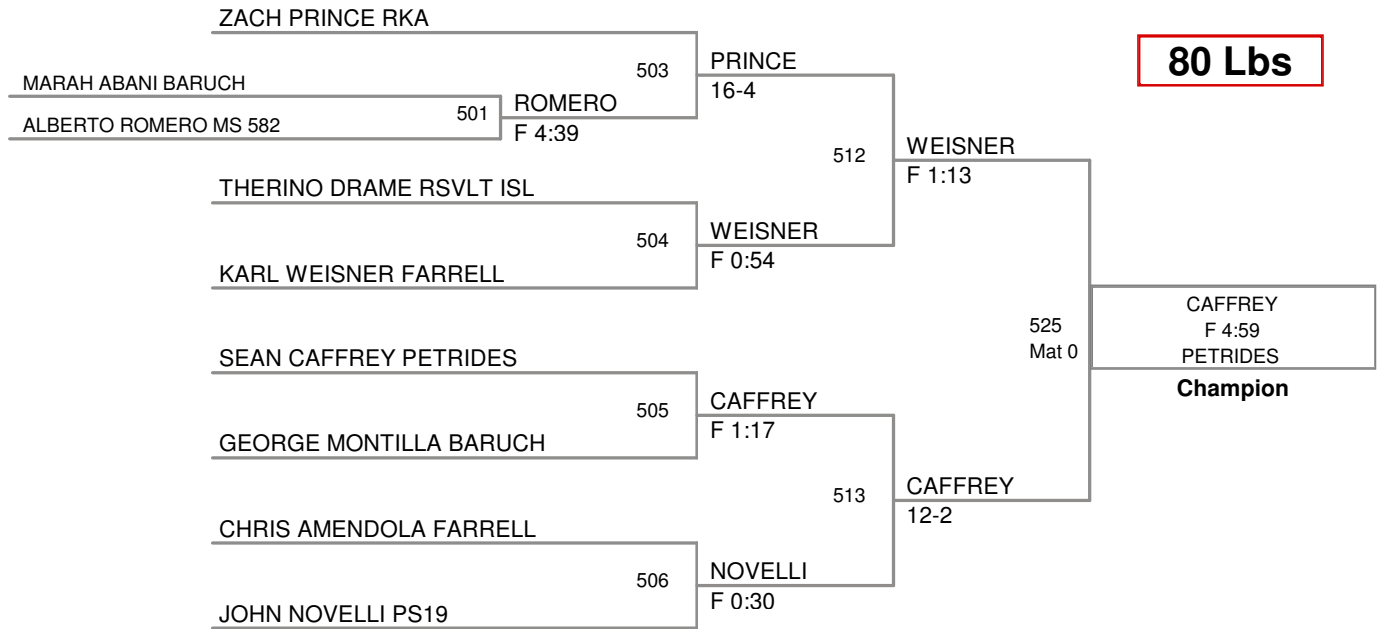 ZACH PRINCE RKA
80 Lbs
503
PRINCE
16-4
MARAH ABANI BARUCH
501
ROMERO
F 4:39
ALBERTO ROMERO MS 582
512
WEISNER
F 1:13
THERINO DRAME RSVLT ISL
504
WEISNER
F 0:54
KARL WEISNER FARRELL
525
Mat 0
CAFFREY
F 4:59
PETRIDES
Champion
SEAN CAFFREY PETRIDES
505
CAFFREY
F 1:17
GEORGE MONTILLA BARUCH
513
CAFFREY
12-2
CHRIS AMENDOLA FARRELL
506
NOVELLI
F 0:30
JOHN NOVELLI PS19